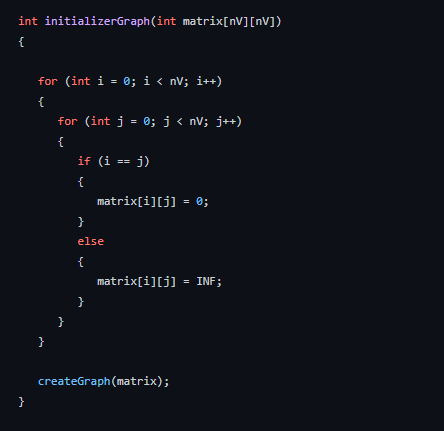 int initializerGraph(int matrix[nV][nV])
{
for (int i = 0; i < nV; i++)
{
for (int j = 0; j < nV; j++)
{
if (i == j)
{
matrix[i][j] = 0;
}
else
{
matrix[i][j] = INF;
}
}
}
createGraph(matrix);
}